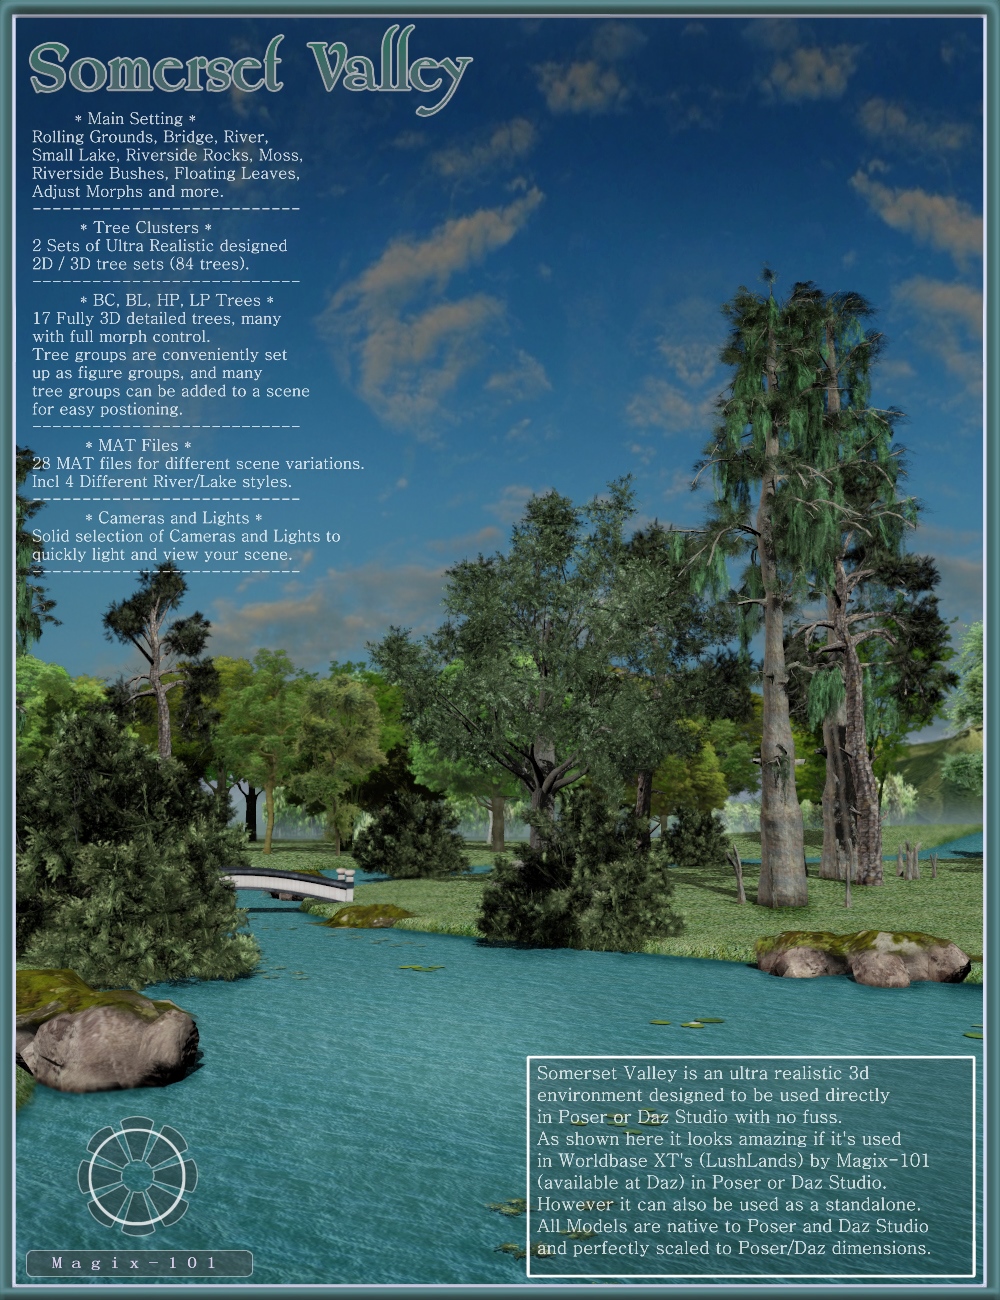 Somerset Valley
* Main Setting *
Rolling Grounds, Bridge, River,
Small Lake, Riverside Rocks, Moss,
Riverside Bushes, Floating Leaves,
Adjust Morphs and more.
* Tree Clusters *
2 Sets of Ultra Realistic designed
2D / 3D tree sets (84 trees).
* BC, BL, HP, LP Trees *
17 Fully 3D detailed trees, many
with full morph control.
Tree groups are conveniently set
up as figure groups, and many
tree groups can be added to a scene
for easy postioning.
* MAT Files *
28 MAT files for different scene variations.
Incl 4 Different River/Lake styles.
* Cameras and Lights *
Solid selection of Cameras and Lights to
quickly light and view your scene.
Somerset Valley is an ultra realistic 3d
environment designed to be used directly
in Poser or Daz Studio with no fuss.
As shown here it looks amazing if it's used
in Worldbase XT's (LushLands) by Magix-101
(available at Daz) in Poser or Daz Studio.
However it can also be used as a standalone.
All Models are native to Poser and Daz Studio
and perfectly scaled to Poser/Daz dimensions.
Magix-101